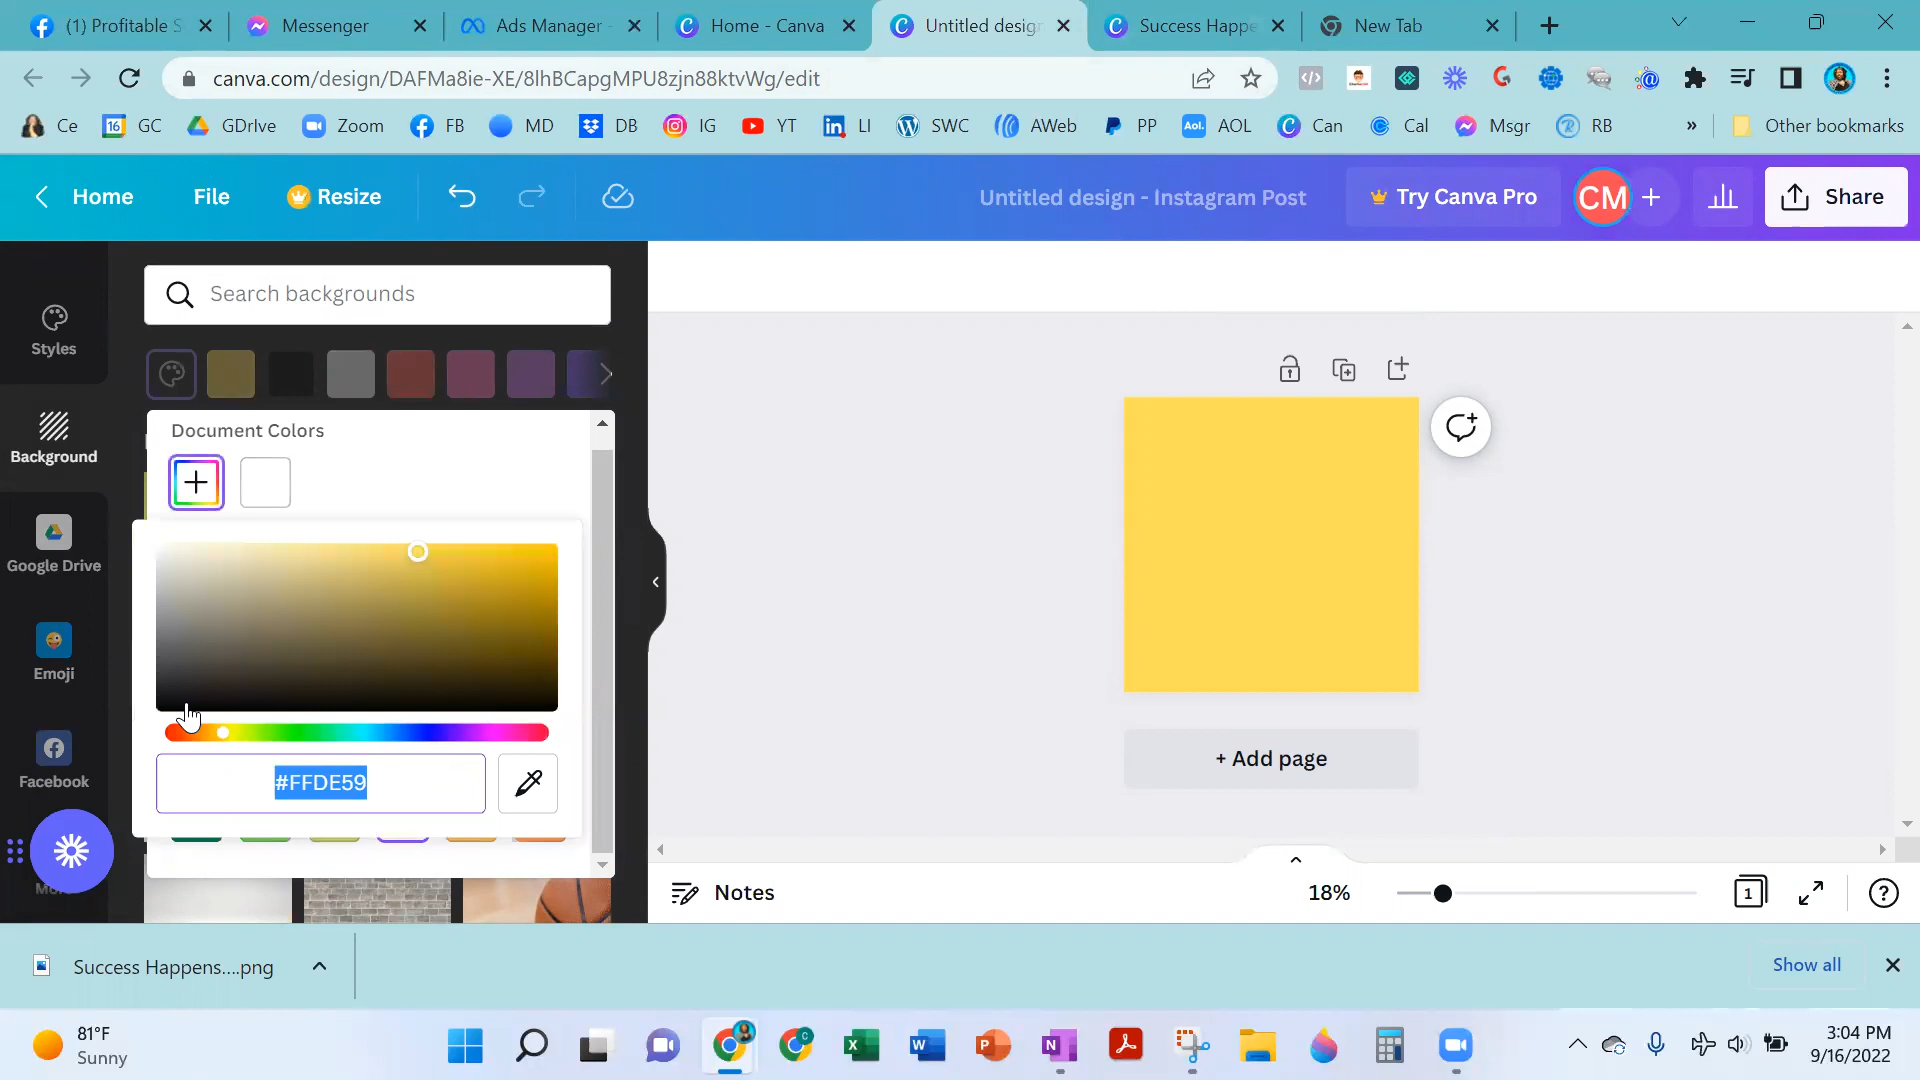 (1) Profitable S
Messenger
Ads Manager -
Home - Canva
Untitled desig
Success Happe
New Tab
canva.com/design/DAFMa8ie-XE/8lhBCapgMPU8zjn88ktvWg/edit
Ce
16
GC
GDrIve
Zoom
FB
MD
DB
IG
YT
LI
SWC
AWeb
PP
Aol.
AOL
Can
Cal
Msgr
RB
»
Other bookmarks
Home
File
Resize
Untitled design - Instagram Post
Try Canva Pro
CM
Share
Search backgrounds
Styles
Background
Google Drive
Emoji
Facebook
Document Colors
#FFDE59
+ Add page
Notes
18%
1
Success Happens....png
Show all
81°F
Sunny
3:04 PM
9/16/2022